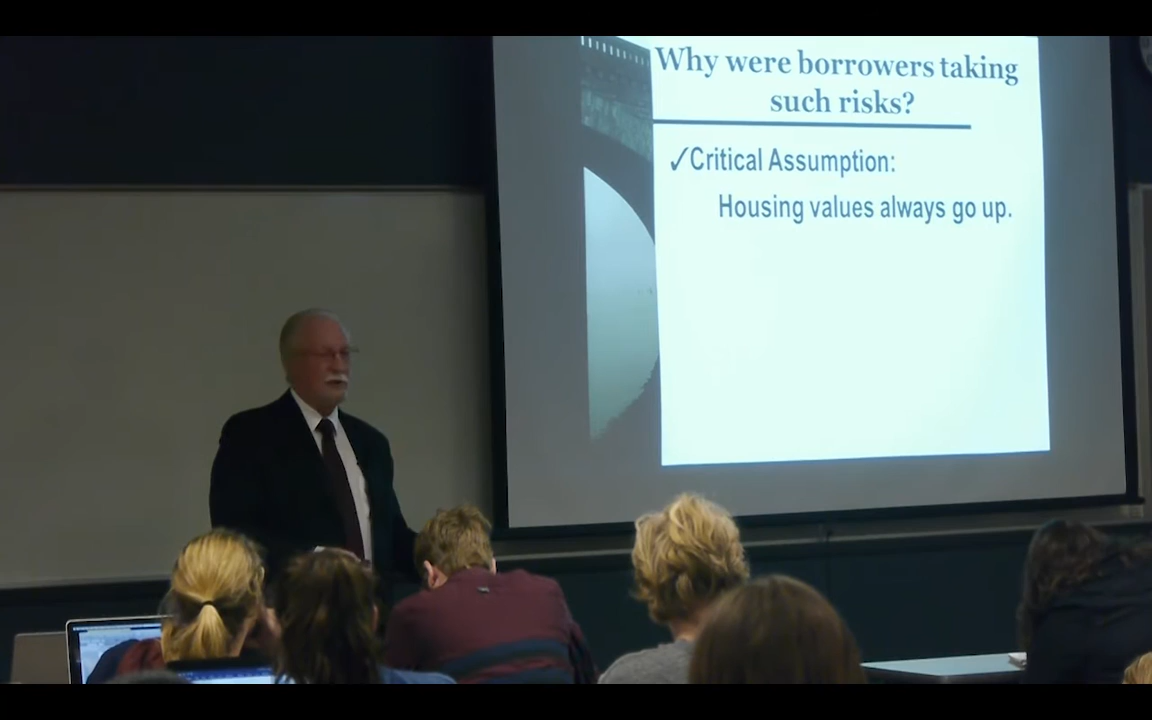 Why were borrowers taking
such risks?
✓Critical Assumption:
Housing values always go up.